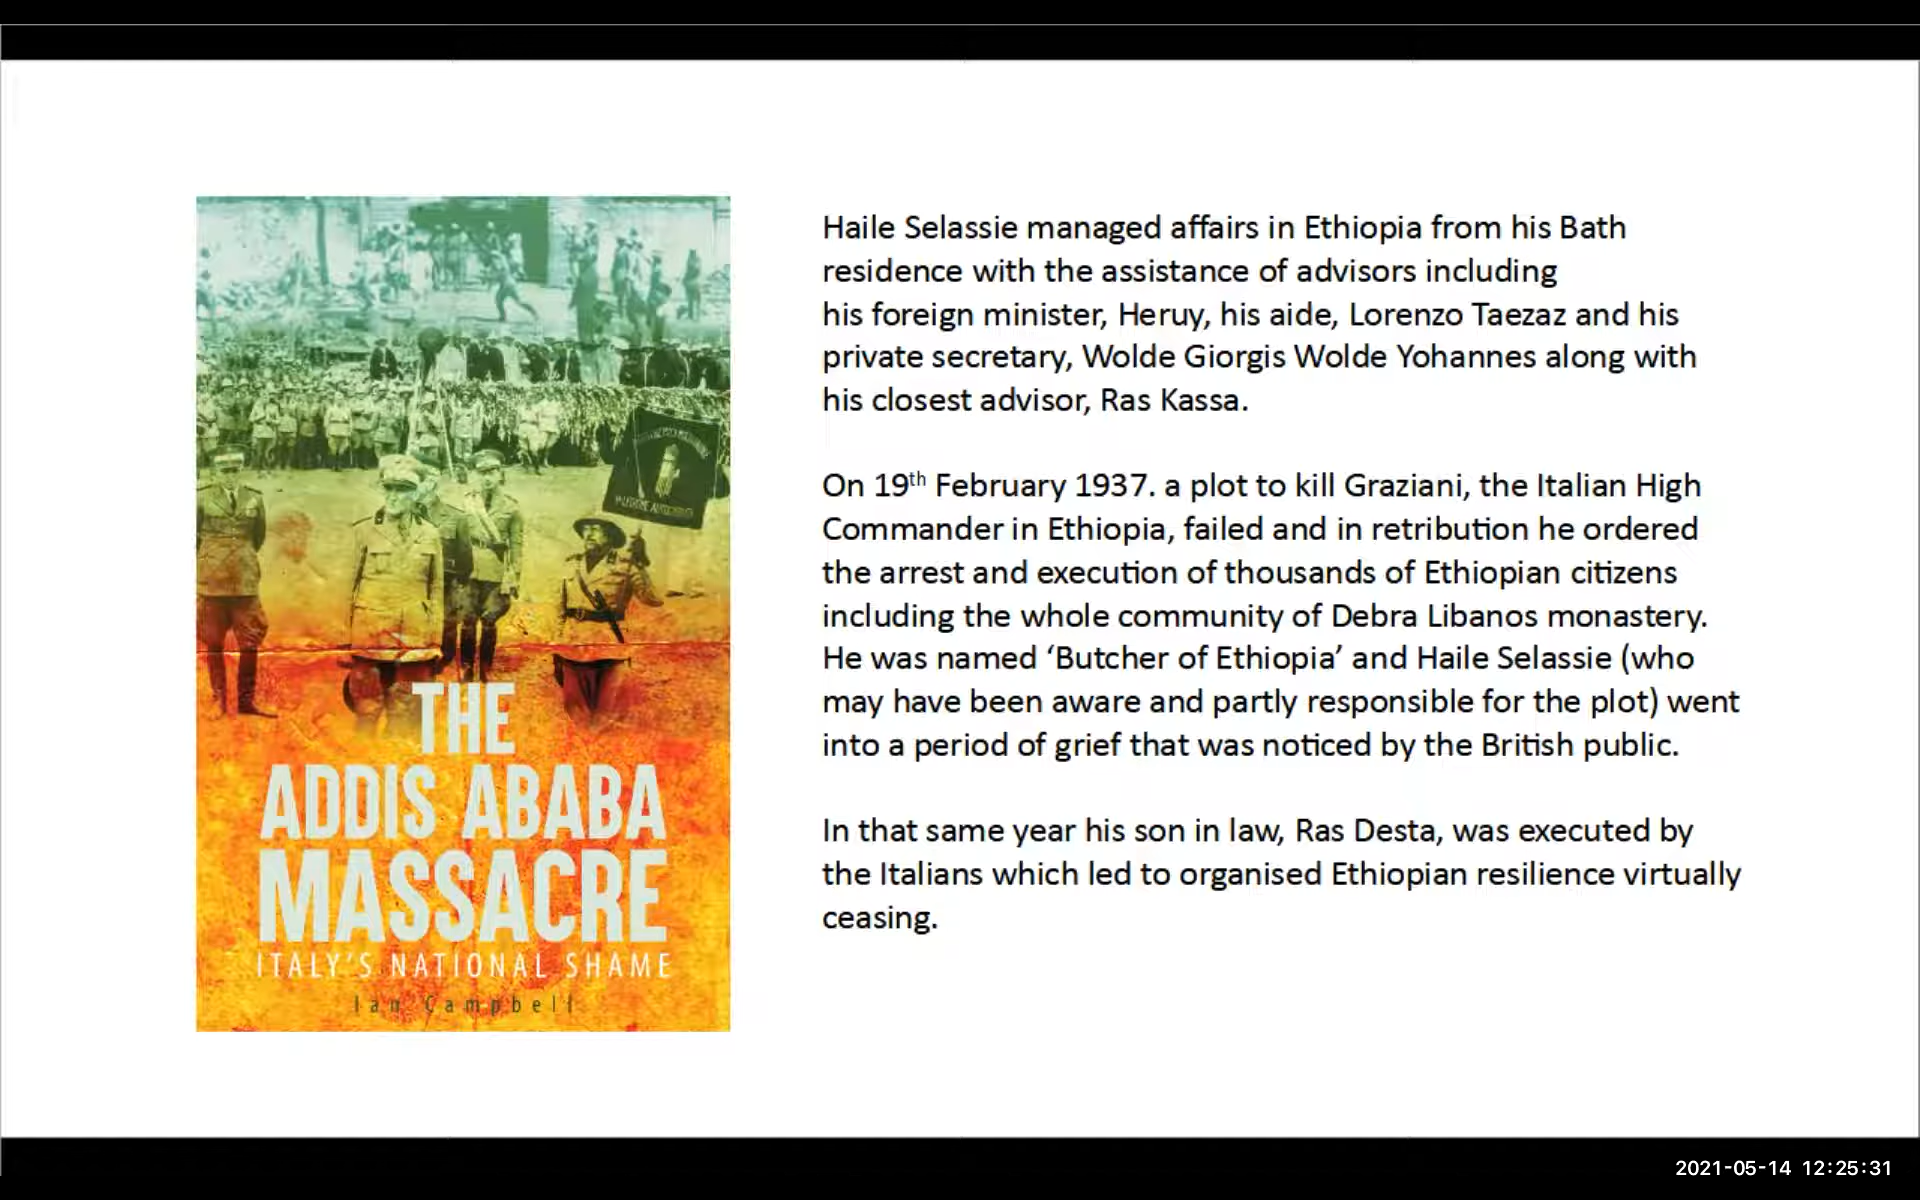 Haile Selassie managed affairs in Ethiopia from his Bath
residence with the assistance of advisors including
his foreign minister, Heruy, his aide, Lorenzo Taezaz and his
private secretary, Wolde Giorgis Wolde Yohannes along with
his closest advisor, Ras Kassa.
On 19th February 1937. a plot to kill Graziani, the Italian High
Commander in Ethiopia, failed and in retribution he ordered
the arrest and execution of thousands of Ethiopian citizens
including the whole community of Debra Libanos monastery.
He was named ‘Butcher of Ethiopia’ and Haile Selassie (who
may have been aware and partly responsible for the plot) went
into a period of grief that was noticed by the British public.
In that same year his son in law, Ras Desta, was executed by
the Italians which led to organised Ethiopian resilience virtually
ceasing.
THE
ADDIS ABABA
MASSACRE
ITALY'S NATIONAL SHAME
Ian Campbell
2021-05-14 12:25:31